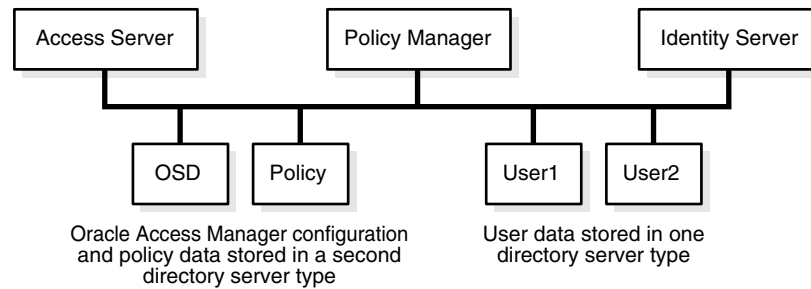 Access Server
Policy Manager
Identity Server
OSD
Policy
User1
User2
Oracle Access Manager configuration
and policy data stored in a second
directory server type
User data stored in one
directory server type